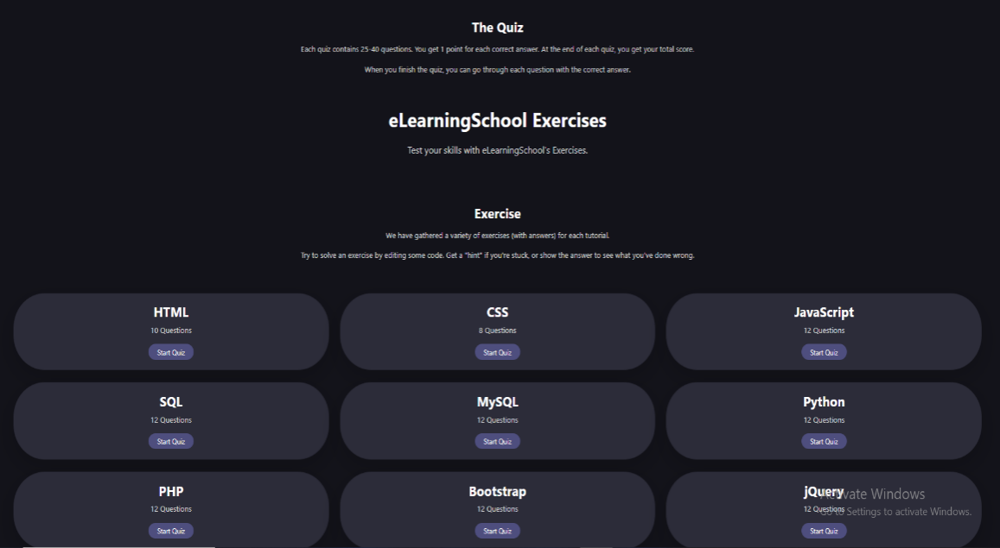 The Quiz
Each quiz contains 25-40 questions. You get 1 point for each correct answer. At the end of each quiz, you get your total score.
When you finish the quiz, you can go through each question with the correct answer.
eLearningSchool Exercises
Test your skills with eLearningSchool's Exercises.
Exercise
We have gathered a variety of exercises (with answers) for each tutorial.
Try to solve an exercise by editing some code. Get a "hint" if you're stuck, or show the answer to see what you've done wrong.
HTML
10 Questions
Start Quiz
CSS
8 Questions
Start Quiz
JavaScript
12 Questions
Start Quiz
SQL
12 Questions
Start Quiz
MySQL
12 Questions
Start Quiz
Python
12 Questions
Start Quiz
PHP
12 Questions
Start Quiz
Bootstrap
12 Questions
Start Quiz
jQuery
12 Questions
Start Quiz
Activate Windows
Go to Settings to activate Windows.